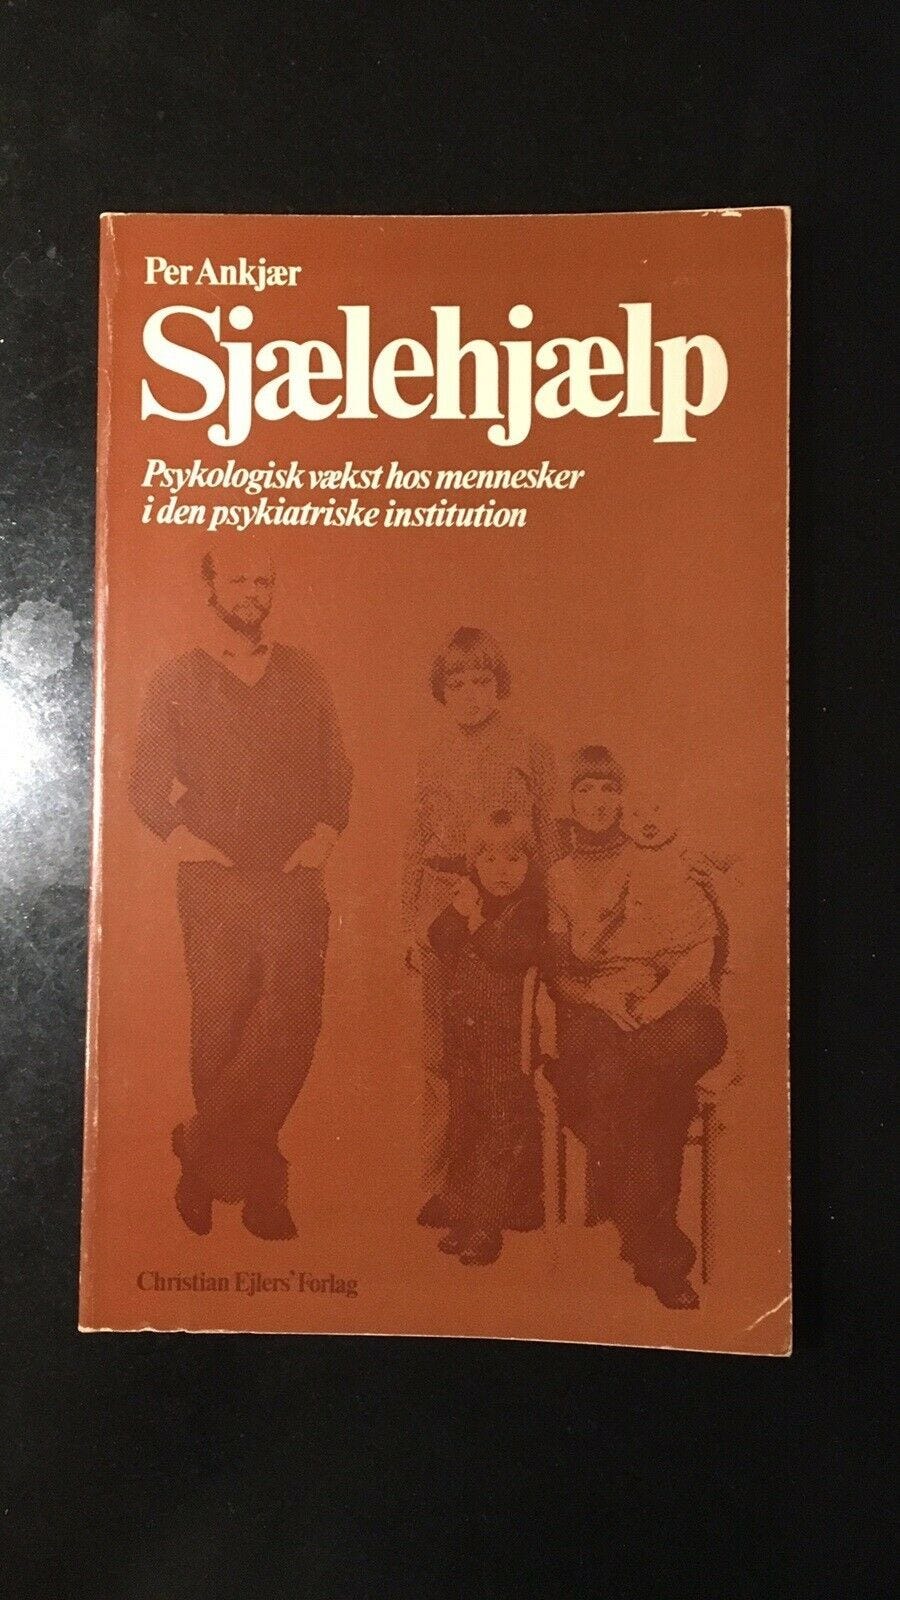 Per Ankjær
Sjælehjælp
Psykologisk vækst hos mennesker
i den psykiatriske institution
Christian Ejlers' Forlag